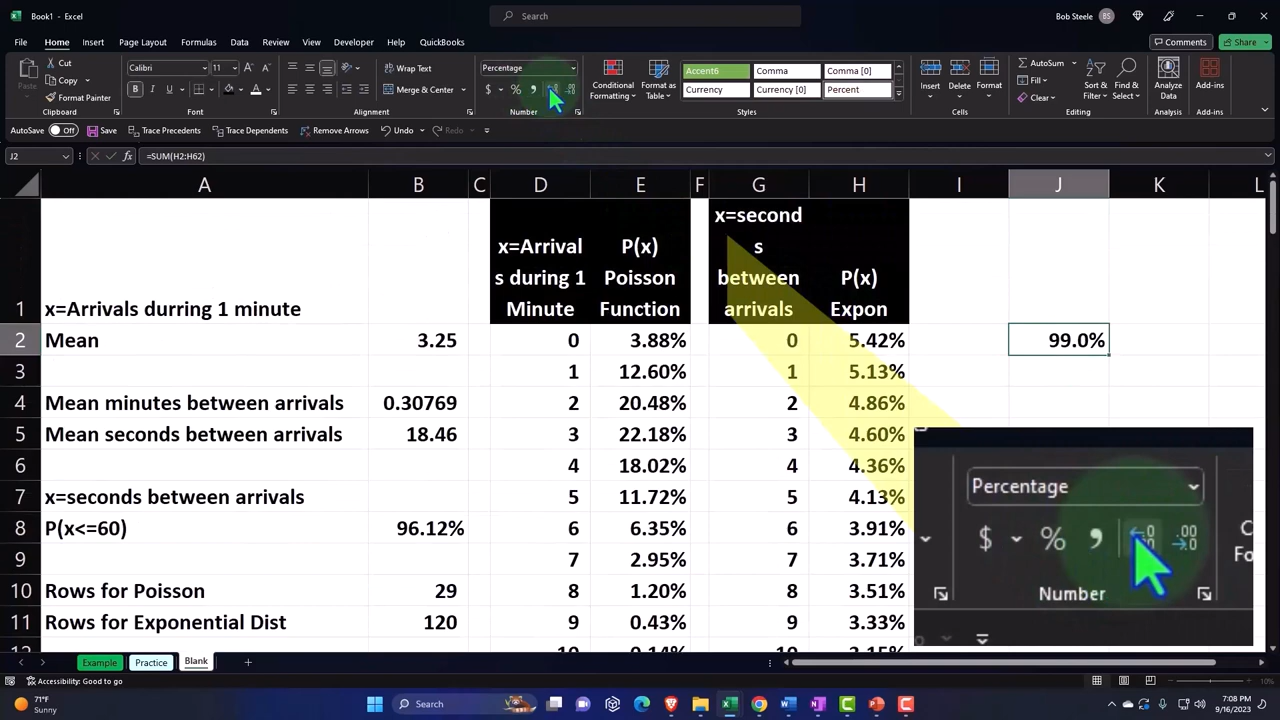 Book1 - Excel
Search
Bob Steele BS
File Home Insert Page Layout Formulas Data Review View Developer Help QuickBooks
Comments Share
Paste
Cut
Copy
Format Painter
Clipboard
Calibri 11
B I U
Font
Wrap Text
Merge & Center
Alignment
Percentage
$ % ,
Number
Conditional Formatting
Format as Table
Accent6 Comma Comma [0]
Currency Currency [0] Percent
Styles
Insert Delete Format
Cells
AutoSum
Fill
Clear
Sort & Filter
Find & Select
Editing
Analyze Data
Analysis
Add-ins
Add-ins
AutoSave Off Save Trace Precedents Trace Dependents Remove Arrows Undo Redo
J2 fx =SUM(H2:H62)
A B C D E F G H I J K L
1 x=Arrivals durring 1 minute
x=Arrival
s during 1
Minute
P(x)
Poisson
Function
x=second
s
between
arrivals
P(x)
Expon
2 Mean 3.25 0 3.88% 0 5.42% 99.0%
3 1 12.60% 1 5.13%
4 Mean minutes between arrivals 0.30769 2 20.48% 2 4.86%
5 Mean seconds between arrivals 18.46 3 22.18% 3 4.60%
6 4 18.02% 4 4.36%
7 x=seconds between arrivals 5 11.72% 5 4.13%
8 P(x<=60) 96.12% 6 6.35% 6 3.91%
9 7 2.95% 7 3.71%
10 Rows for Poisson 29 8 1.20% 8 3.51%
11 Rows for Exponential Dist 120 9 0.43% 9 3.33%
Percentage
$ % ,
Number
Example Practice Blank
Accessibility: Good to go
10%
71°F
Sunny
Search
7:08 PM
9/16/2023